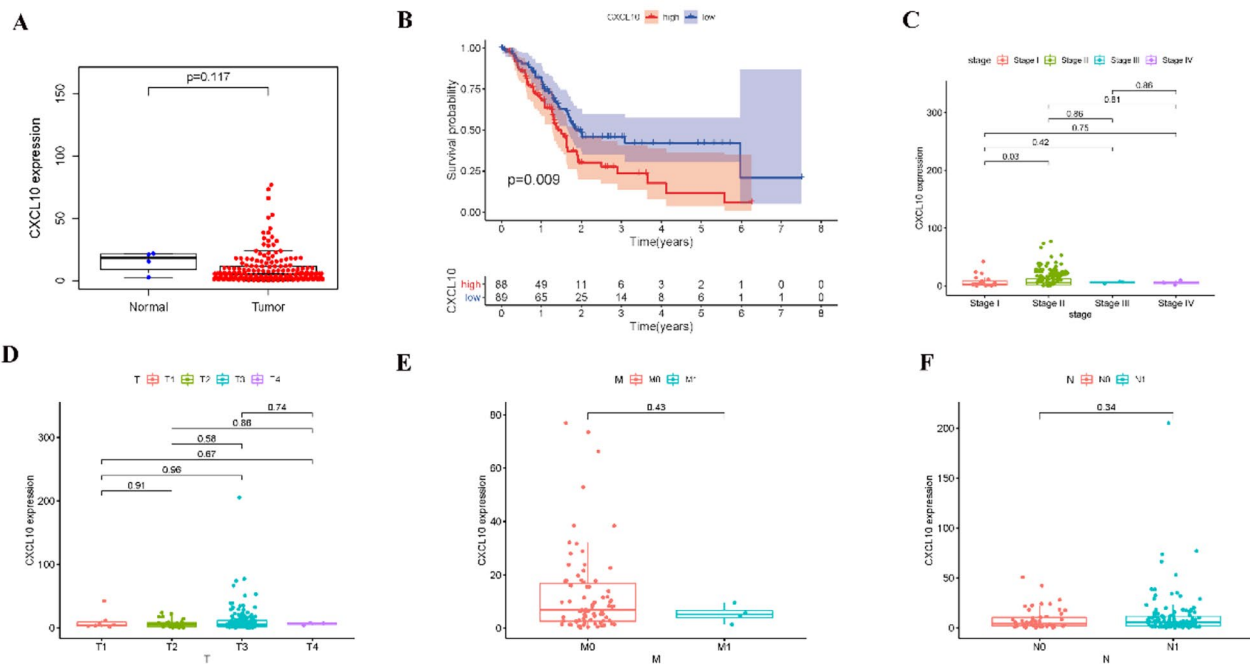 A
p=0.117
CXCL10 expression
150
100
50
0
Normal
Tumor
B
CXCL10 high low
Survival probability
1.00
0.75
0.50
0.25
0.00
p=0.009
0 1 2 3 4 5 6 7 8
Time(years)
CXCL10
high 88 49 11 6 3 2 1 0 0
low 89 65 25 14 8 6 1 1 0
0 1 2 3 4 5 6 7 8
Time(years)
C
stage Stage I Stage II Stage III Stage IV
CXCL10 expression
300
200
100
0
0.86
0.81
0.86
0.75
0.42
0.03
Stage I Stage II Stage III Stage IV
stage
D
T T1 T2 T3 T4
CXCL10 expression
300
200
100
0
0.74
0.88
0.58
0.67
0.96
0.91
T1 T2 T3 T4
T
E
M M0 M1
CXCL10 expression
80
60
40
20
0
0.43
M0 M1
M
F
N N0 N1
CXCL10 expression
200
150
100
50
0
0.34
N0 N1
N